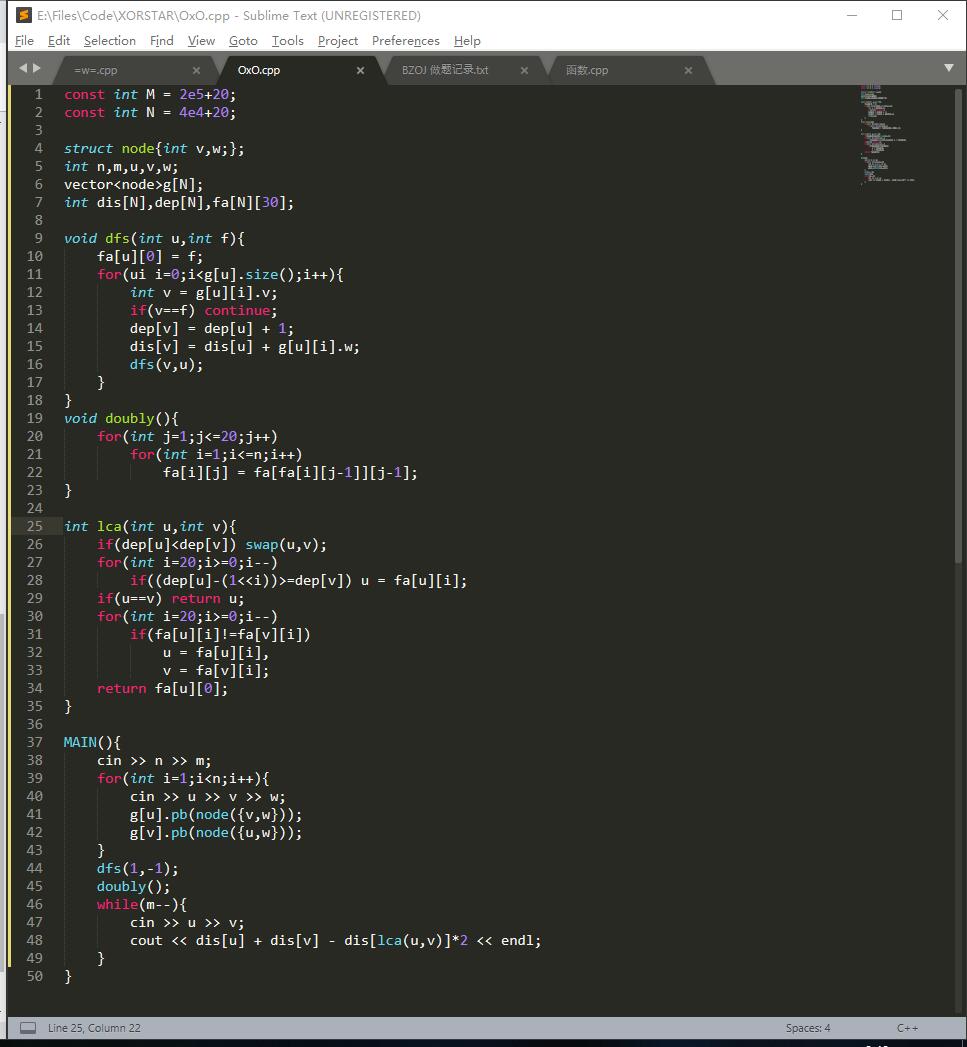 E:\Files\Code\XORSTAR\OxO.cpp - Sublime Text (UNREGISTERED)
File Edit Selection Find View Goto Tools Project Preferences Help
=w=.cpp OxO.cpp BZOJ 做题记录.txt 函数.cpp
1 const int M = 2e5+20;
2 const int N = 4e4+20;
3
4 struct node{int v,w;};
5 int n,m,u,v,w;
6 vector<node>g[N];
7 int dis[N],dep[N],fa[N][30];
8
9 void dfs(int u,int f){
10     fa[u][0] = f;
11     for(ui i=0;i<g[u].size();i++){
12         int v = g[u][i].v;
13         if(v==f) continue;
14         dep[v] = dep[u] + 1;
15         dis[v] = dis[u] + g[u][i].w;
16         dfs(v,u);
17     }
18 }
19 void doubly(){
20     for(int j=1;j<=20;j++)
21         for(int i=1;i<=n;i++)
22             fa[i][j] = fa[fa[i][j-1]][j-1];
23 }
24
25 int lca(int u,int v){
26     if(dep[u]<dep[v]) swap(u,v);
27     for(int i=20;i>=0;i--)
28         if((dep[u]-(1<<i))>=dep[v]) u = fa[u][i];
29     if(u==v) return u;
30     for(int i=20;i>=0;i--)
31         if(fa[u][i]!=fa[v][i])
32             u = fa[u][i],
33             v = fa[v][i];
34     return fa[u][0];
35 }
36
37 MAIN(){
38     cin >> n >> m;
39     for(int i=1;i<n;i++){
40         cin >> u >> v >> w;
41         g[u].pb(node({v,w}));
42         g[v].pb(node({u,w}));
43     }
44     dfs(1,-1);
45     doubly();
46     while(m--){
47         cin >> u >> v;
48         cout << dis[u] + dis[v] - dis[lca(u,v)]*2 << endl;
49     }
50 }
Line 25, Column 22 Spaces: 4 C++